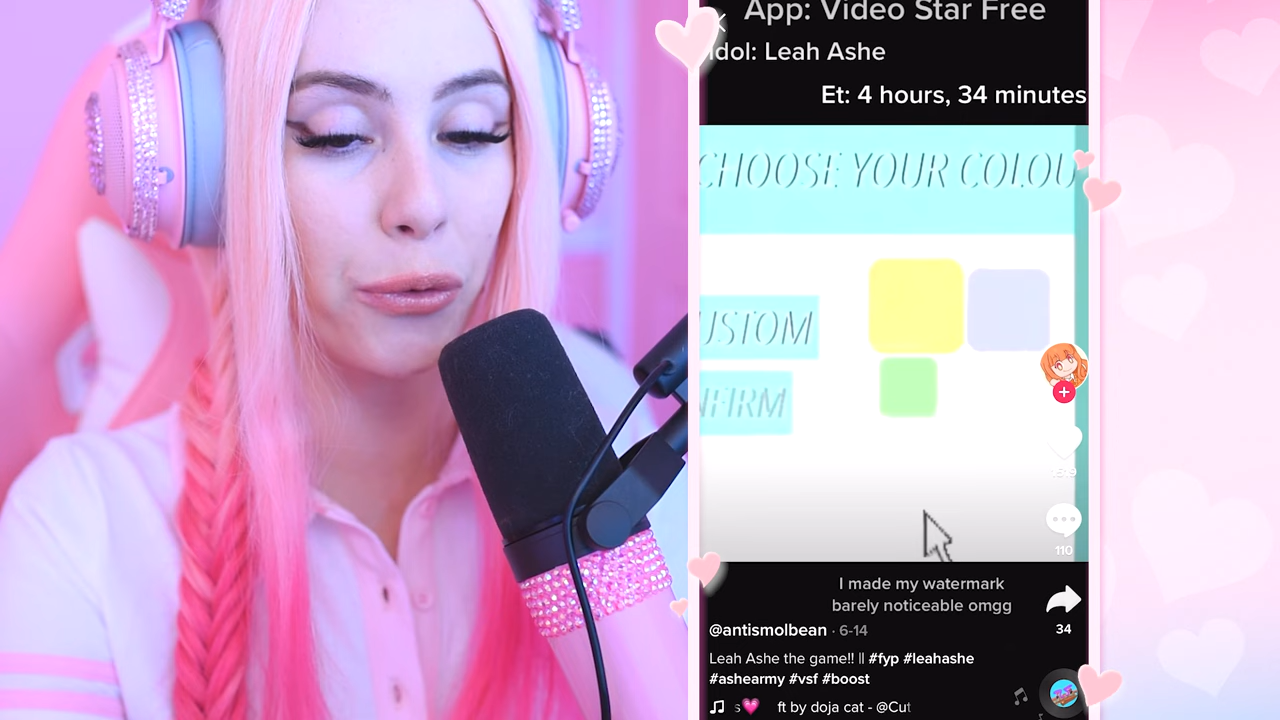 App: Video Star Free
Idol: Leah Ashe
Et: 4 hours, 34 minutes
CHOOSE YOUR COLOU
USTOM
NFIRM
110
I made my watermark
barely noticeable omgg
34
@antismolbean · 6-14
Leah Ashe the game!! || #fyp #leahashe
#ashearmy #vsf #boost
s💗 ft by doja cat - @Cut